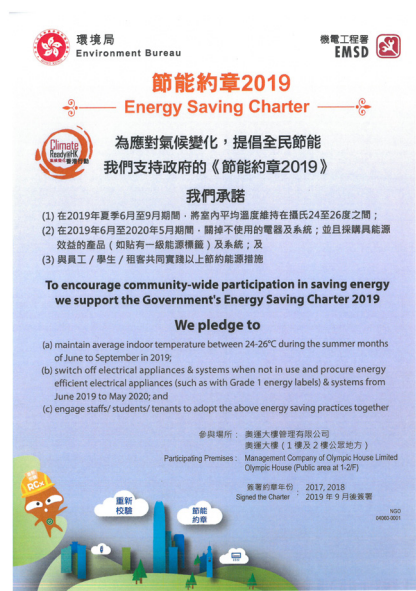 環境局
Environment Bureau
機電工程署
EMSD
節能約章2019
Energy Saving Charter
Climate
Ready@HK
氣候變化 香港行動
為應對氣候變化，提倡全民節能
我們支持政府的《節能約章2019》
我們承諾
(1) 在2019年夏季6月至9月期間，將室內平均溫度維持在攝氏24至26度之間；
(2) 在2019年6月至2020年5月期間，關掉不使用的電器及系統；並且採購具能源
效益的產品（如貼有一級能源標籤）及系統；及
(3) 與員工／學生／租客共同實踐以上節約能源措施
To encourage community-wide participation in saving energy
we support the Government's Energy Saving Charter 2019
We pledge to
(a) maintain average indoor temperature between 24-26°C during the summer months
of June to September in 2019;
(b) switch off electrical appliances & systems when not in use and procure energy
efficient electrical appliances (such as with Grade 1 energy labels) & systems from
June 2019 to May 2020; and
(c) engage staffs/ students/ tenants to adopt the above energy saving practices together
參與場所： 奧運大樓管理有限公司
奧運大樓（1樓及2樓公眾地方）
Participating Premises : Management Company of Olympic House Limited
Olympic House (Public area at 1-2/F)
簽署約章年份 : 2017, 2018
Signed the Charter : 2019 年 9 月後簽署
NGO
04060-0001
RCx
重新
校驗
節能
約章